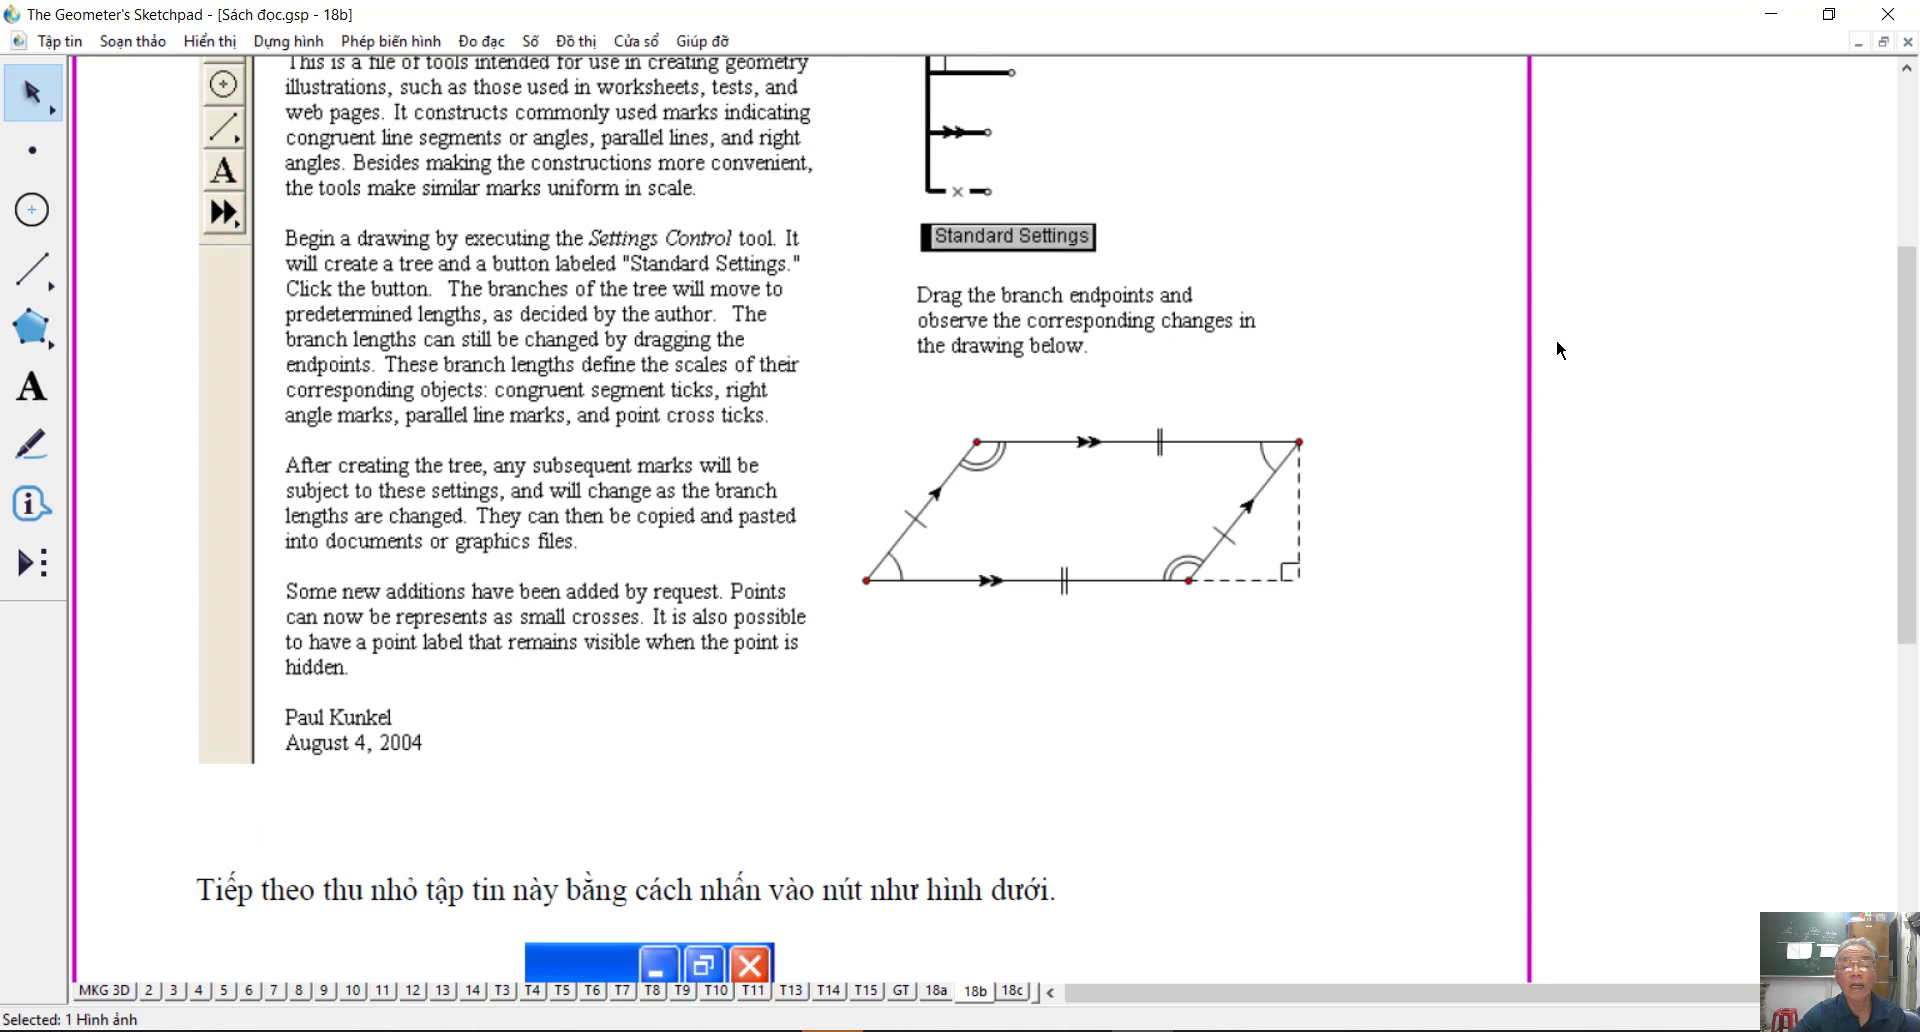 The Geometer's Sketchpad - [Sách đọc.gsp - 18b]
Tập tin Soạn thảo Hiển thị Dựng hình Phép biến hình Đo đạc Số Đồ thị Cửa sổ Giúp đỡ
This is a file of tools intended for use in creating geometry
illustrations, such as those used in worksheets, tests, and
web pages. It constructs commonly used marks indicating
congruent line segments or angles, parallel lines, and right
angles. Besides making the constructions more convenient,
the tools make similar marks uniform in scale.
Begin a drawing by executing the Settings Control tool. It
will create a tree and a button labeled "Standard Settings."
Click the button. The branches of the tree will move to
predetermined lengths, as decided by the author. The
branch lengths can still be changed by dragging the
endpoints. These branch lengths define the scales of their
corresponding objects: congruent segment ticks, right
angle marks, parallel line marks, and point cross ticks.
After creating the tree, any subsequent marks will be
subject to these settings, and will change as the branch
lengths are changed. They can then be copied and pasted
into documents or graphics files.
Some new additions have been added by request. Points
can now be represents as small crosses. It is also possible
to have a point label that remains visible when the point is
hidden.
Paul Kunkel
August 4, 2004
Standard Settings
Drag the branch endpoints and
observe the corresponding changes in
the drawing below.
A
A
Tiếp theo thu nhỏ tập tin này bằng cách nhấn vào nút như hình dưới.
MKG 3D 2 3 4 5 6 7 8 9 10 11 12 13 14 T3 T4 T5 T6 T7 T8 T9 T10 T11 T13 T14 T15 GT 18a 18b 18c
Selected: 1 Hình ảnh